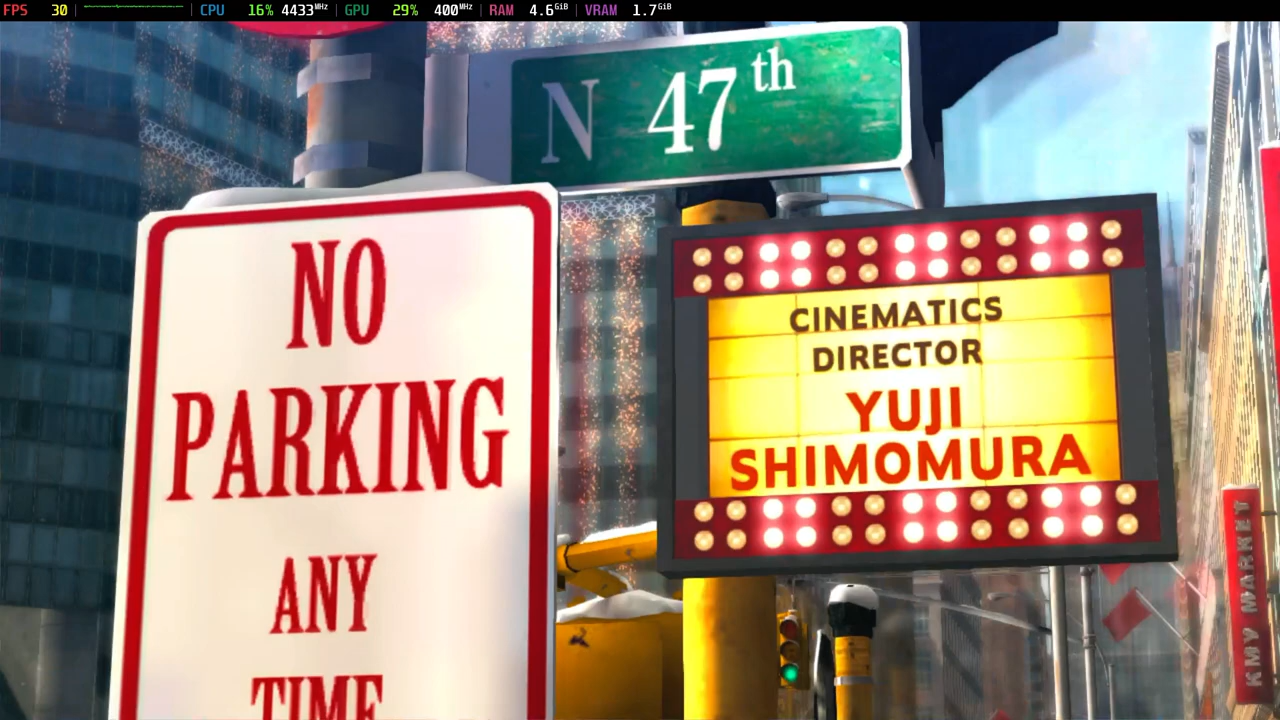 FPS 30 CPU 16% 4433MHz GPU 29% 400MHz RAM 4.6GiB VRAM 1.7GiB
N 47th
NO
PARKING
ANY
TIME
CINEMATICS
DIRECTOR
YUJI
SHIMOMURA
KMY MARKET